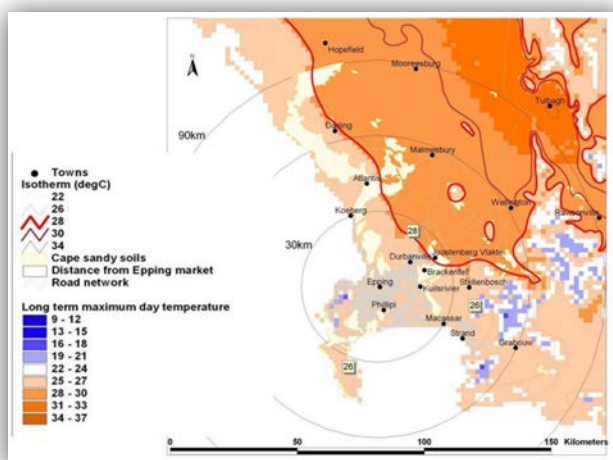 Hopefield
N
Mooreesburg
Tulbagh
90km
Darling
Malmesbury
Towns
Isotherm (degC)
22
26
28
30
34
Cape sandy soils
Distance from Epping market
Road network
Atlantis
Koeberg
Wellington
Rawsonville
30km
28
Joostenberg Vlakte
Durbanville
Brackenfell
Epping
Kuilsrivier
Stellenbosch
Phillipi
26
Macassar
Strand
Grabouw
26
Long term maximum day temperature
9 - 12
13 - 15
16 - 18
19 - 21
22 - 24
25 - 27
28 - 30
31 - 33
34 - 37
0 50 100 150 Kilometers